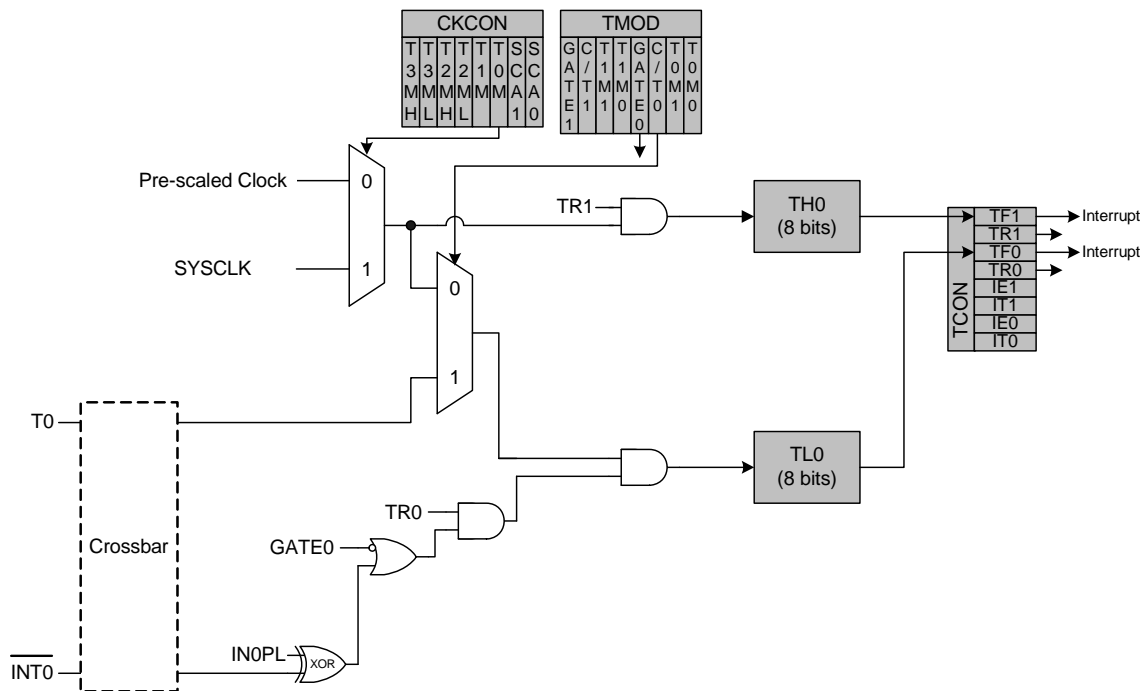 CKCON
T3MH
T3ML
T2MH
T2ML
T1M
T0M
SCA1
SCA0
TMOD
GATE1
C/T1
T1M1
T1M0
GATE0
C/T0
T0M1
T0M0
Pre-scaled Clock
0
SYSCLK
1
TR1
TH0
(8 bits)
TCON
TF1
TR1
TF0
TR0
IE1
IT1
IE0
IT0
Interrupt
Interrupt
0
1
T0
Crossbar
TL0
(8 bits)
TR0
GATE0
IN0PL
XOR
INT0